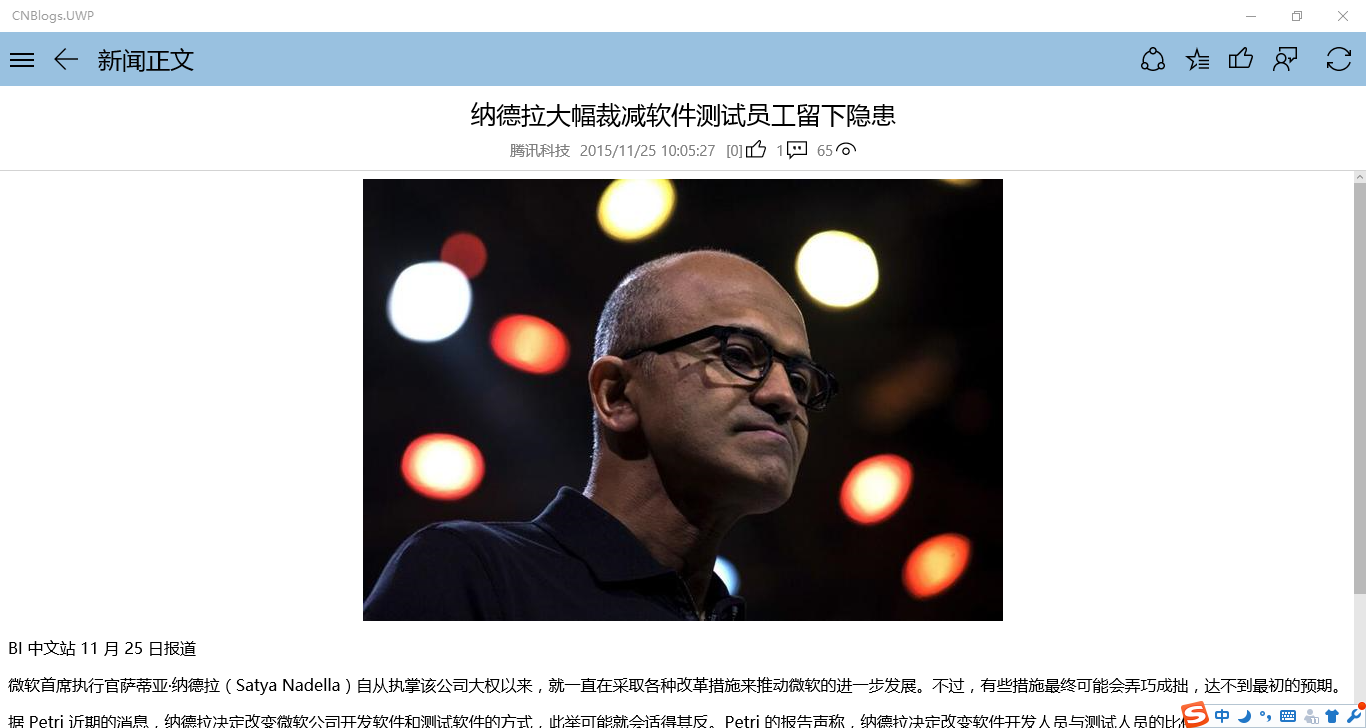 CNBlogs.UWP
新闻正文
纳德拉大幅裁减软件测试员工留下隐患
腾讯科技 2015/11/25 10:05:27 [0] 1 65
BI 中文站 11 月 25 日报道
微软首席执行官萨蒂亚·纳德拉（Satya Nadella）自从执掌该公司大权以来，就一直在采取各种改革措施来推动微软的进一步发展。不过，有些措施最终可能会弄巧成拙，达不到最初的预期。
据 Petri 近期的消息，纳德拉决定改变微软公司开发软件和测试软件的方式，此举可能就会适得其反。Petri 的报告声称，纳德拉决定改变软件开发人员与测试人员的比
S 中